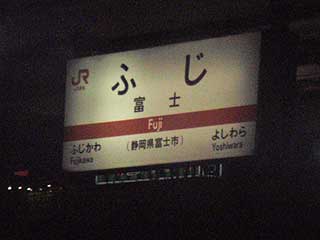 JR
ふじ
富士
Fuji
ふじかわ
Fujikawa
(静岡県富士市)
よしわら
Yoshiwara